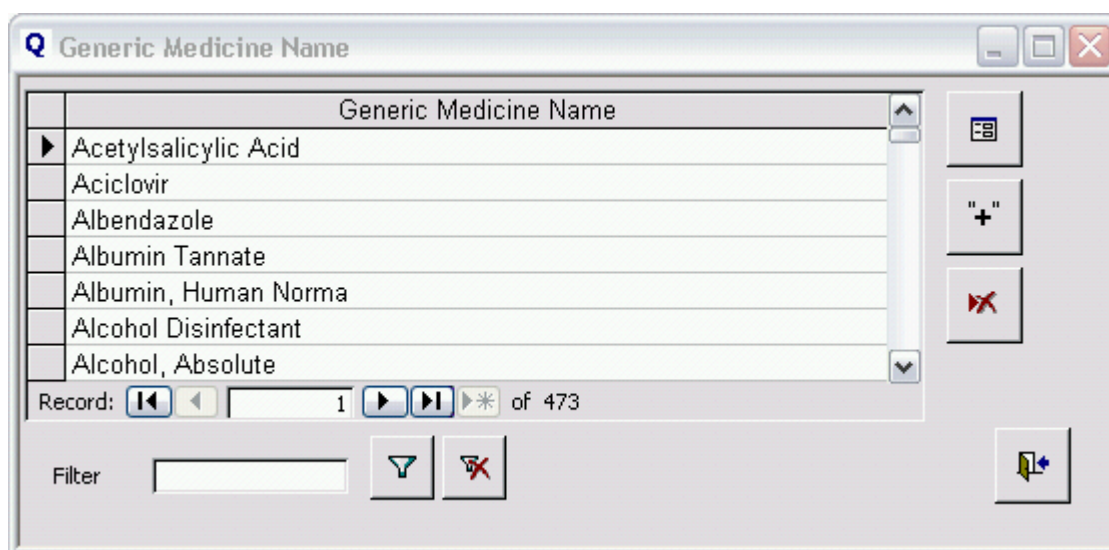 Q Generic Medicine Name
Generic Medicine Name
Acetylsalicylic Acid
Aciclovir
Albendazole
Albumin Tannate
Albumin, Human Norma
Alcohol Disinfectant
Alcohol, Absolute
Record: 1 of 473
Filter
"+"